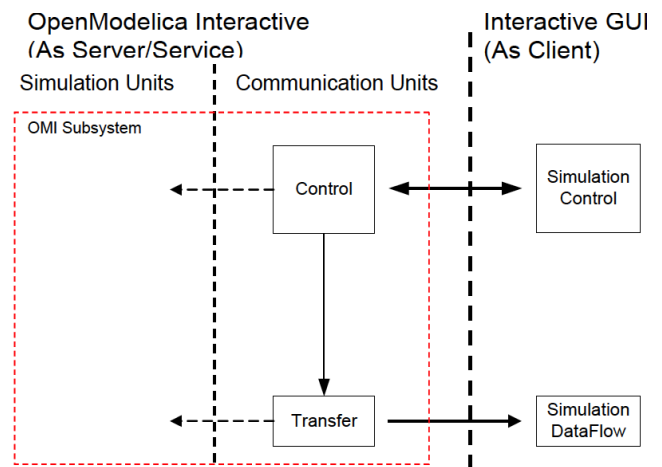 OpenModelica Interactive
(As Server/Service)
Interactive GUI
(As Client)
Simulation Units
Communication Units
OMI Subsystem
Control
Simulation
Control
Transfer
Simulation
DataFlow